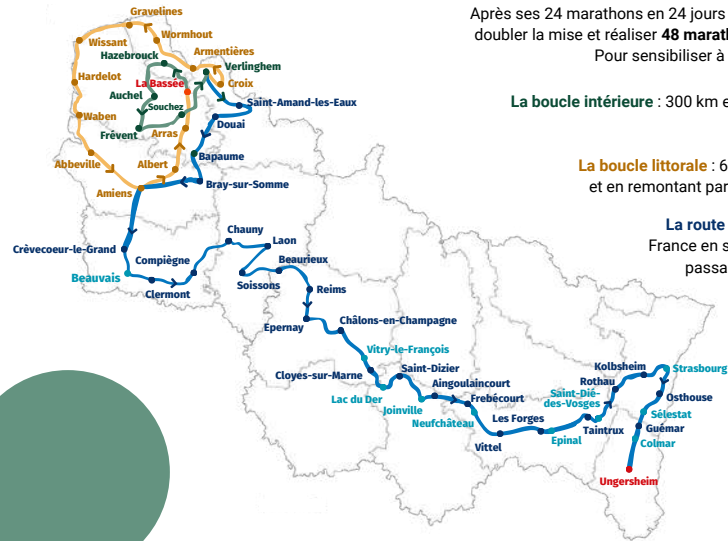 Après ses 24 marathons en 24 jours
doubler la mise et réaliser 48 marath
Pour sensibiliser à
La boucle intérieure : 300 km e
La boucle littorale : 6
et en remontant par
La route
France en s
passa
Gravelines
Wissant
Wormhout
Hazebrouck
Armentières
Verlinghem
Hardelot
La Bassée
Croix
Auchel
Souchez
Saint-Amand-les-Eaux
Waben
Douai
Frévent
Arras
Bapaume
Abbeville
Albert
Amiens
Bray-sur-Somme
Crèvecoeur-le-Grand
Chauny
Laon
Compiègne
Beaurieux
Beauvais
Clermont
Soissons
Reims
Epernay
Châlons-en-Champagne
Vitry-le-François
Cloyes-sur-Marne
Saint-Dizier
Lac du Der
Aingoulaincourt
Joinville
Frebécourt
Neufchâteau
Les Forges
Vittel
Epinal
Saint-Dié-
des-Vosges
Taintrux
Rothau
Kolbsheim
Strasbourg
Osthouse
Sélestat
Guémar
Colmar
Ungersheim